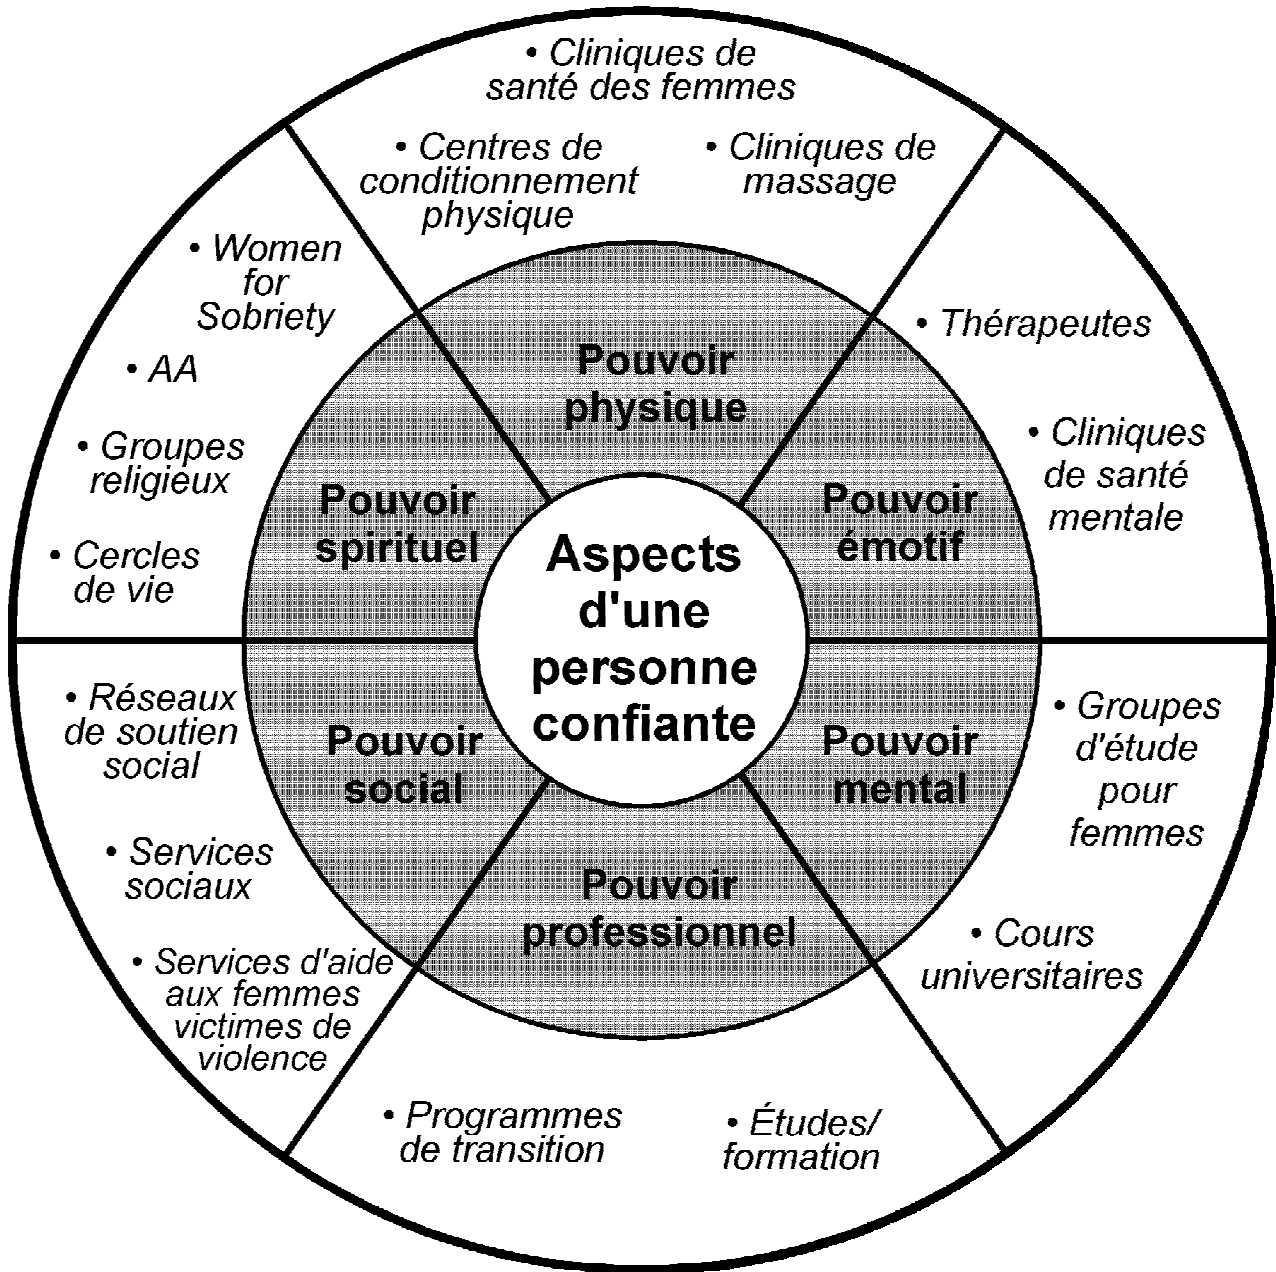 • Cliniques de
santé des femmes
• Centres de
conditionnement
physique
• Cliniques de
massage
• Women
for
Sobriety
• AA
• Groupes
religieux
• Cercles
de vie
• Thérapeutes
• Cliniques
de santé
mentale
Pouvoir
physique
Pouvoir
spirituel
Pouvoir
émotif
Aspects
d'une
personne
confiante
Pouvoir
social
Pouvoir
mental
Pouvoir
professionnel
• Réseaux
de soutien
social
• Services
sociaux
• Services d'aide
aux femmes
victimes de
violence
• Groupes
d'étude
pour
femmes
• Cours
universitaires
• Programmes
de transition
• Études/
formation